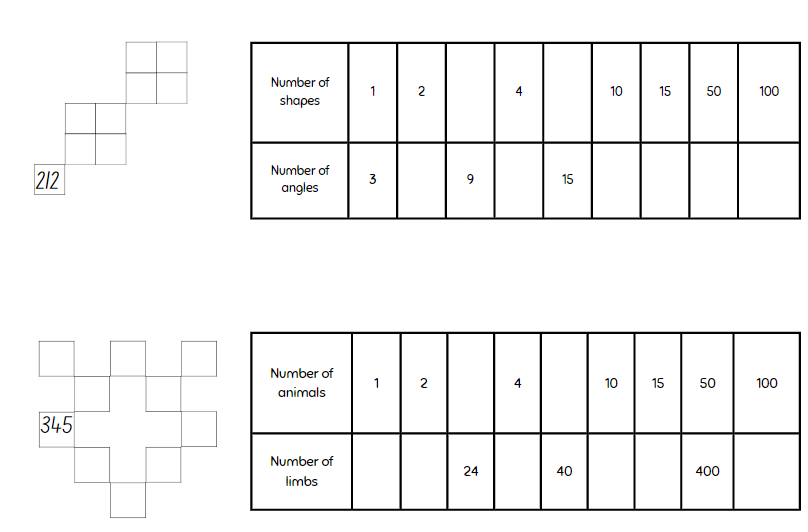 Number of
shapes
1 2 4 10 15 50 100
Number of
angles
3 9 15
212
Number of
animals
1 2 4 10 15 50 100
345
Number of
limbs
24 40 400